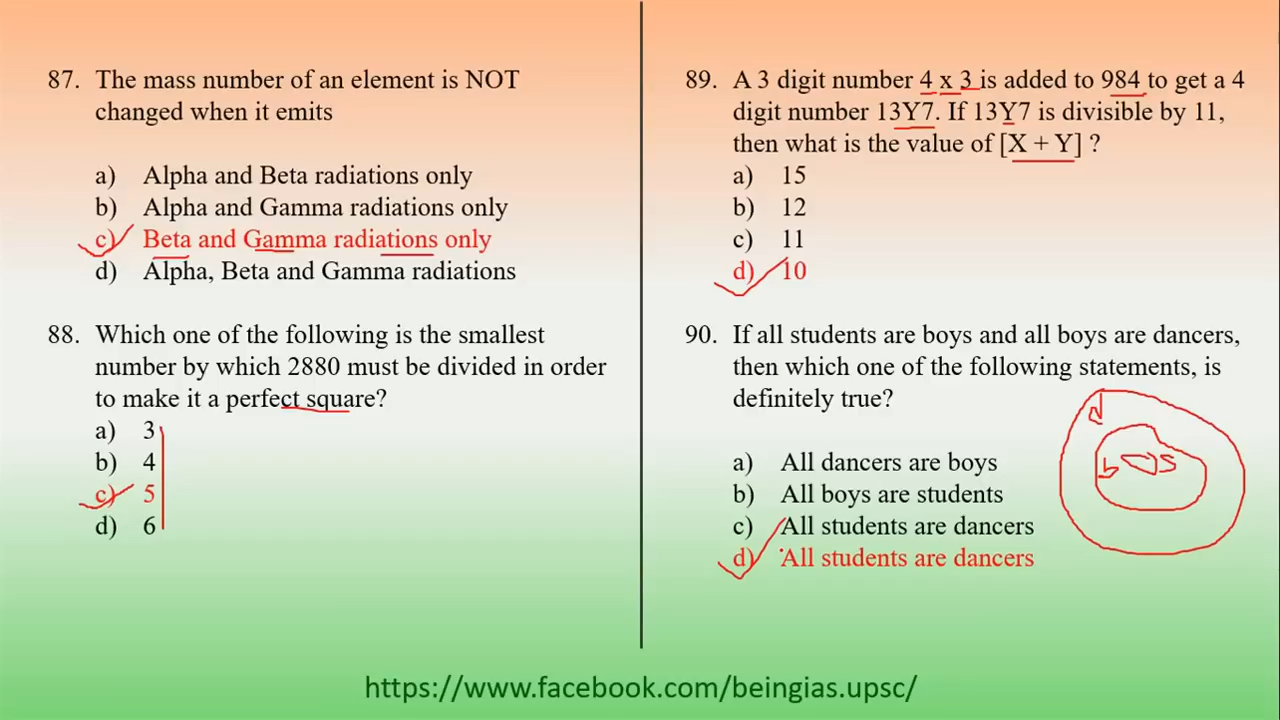 87. The mass number of an element is NOT
changed when it emits
a) Alpha and Beta radiations only
b) Alpha and Gamma radiations only
c) Beta and Gamma radiations only
d) Alpha, Beta and Gamma radiations
88. Which one of the following is the smallest
number by which 2880 must be divided in order
to make it a perfect square?
a) 3
b) 4
c) 5
d) 6
89. A 3 digit number 4 x 3 is added to 984 to get a 4
digit number 13Y7. If 13Y7 is divisible by 11,
then what is the value of [X + Y] ?
a) 15
b) 12
c) 11
d) 10
90. If all students are boys and all boys are dancers,
then which one of the following statements, is
definitely true?
a) All dancers are boys
b) All boys are students
c) All students are dancers
d) All students are dancers
d
b s
https://www.facebook.com/beingias.upsc/